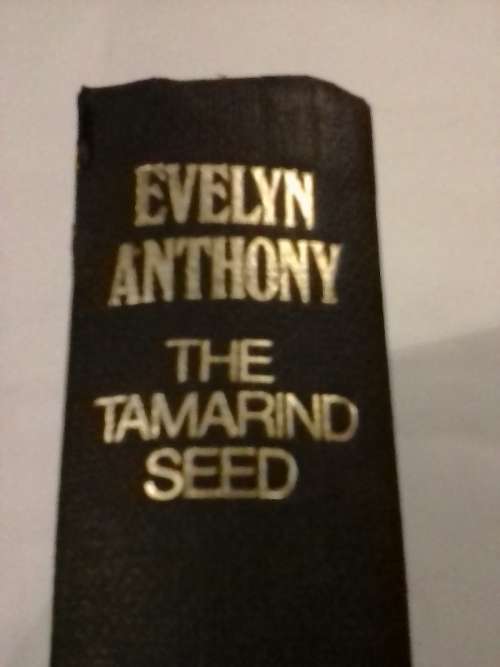 EVELYN
ANTHONY
THE
TAMARIND
SEED